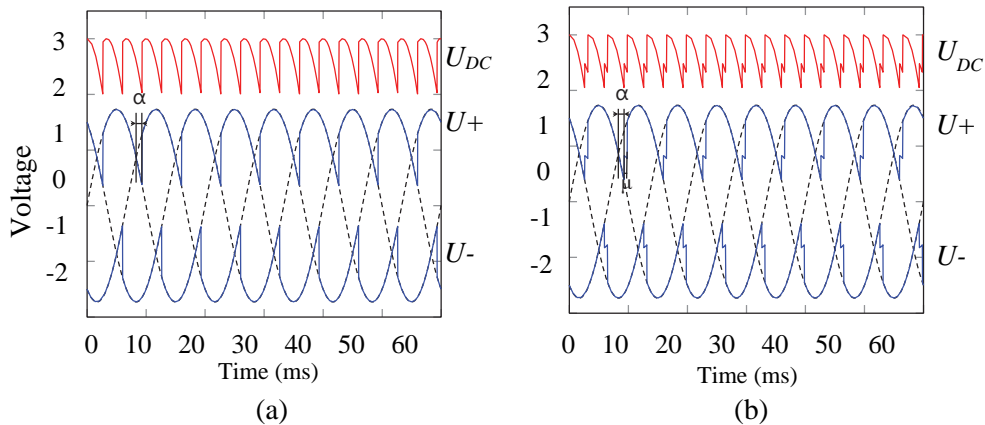 3
2
1
0
-1
-2
Voltage
α
U_DC
U+
U-
0 10 20 30 40 50 60
Time (ms)
(a)
3
2
1
0
-1
-2
α
μ
U_DC
U+
U-
0 10 20 30 40 50 60
Time (ms)
(b)